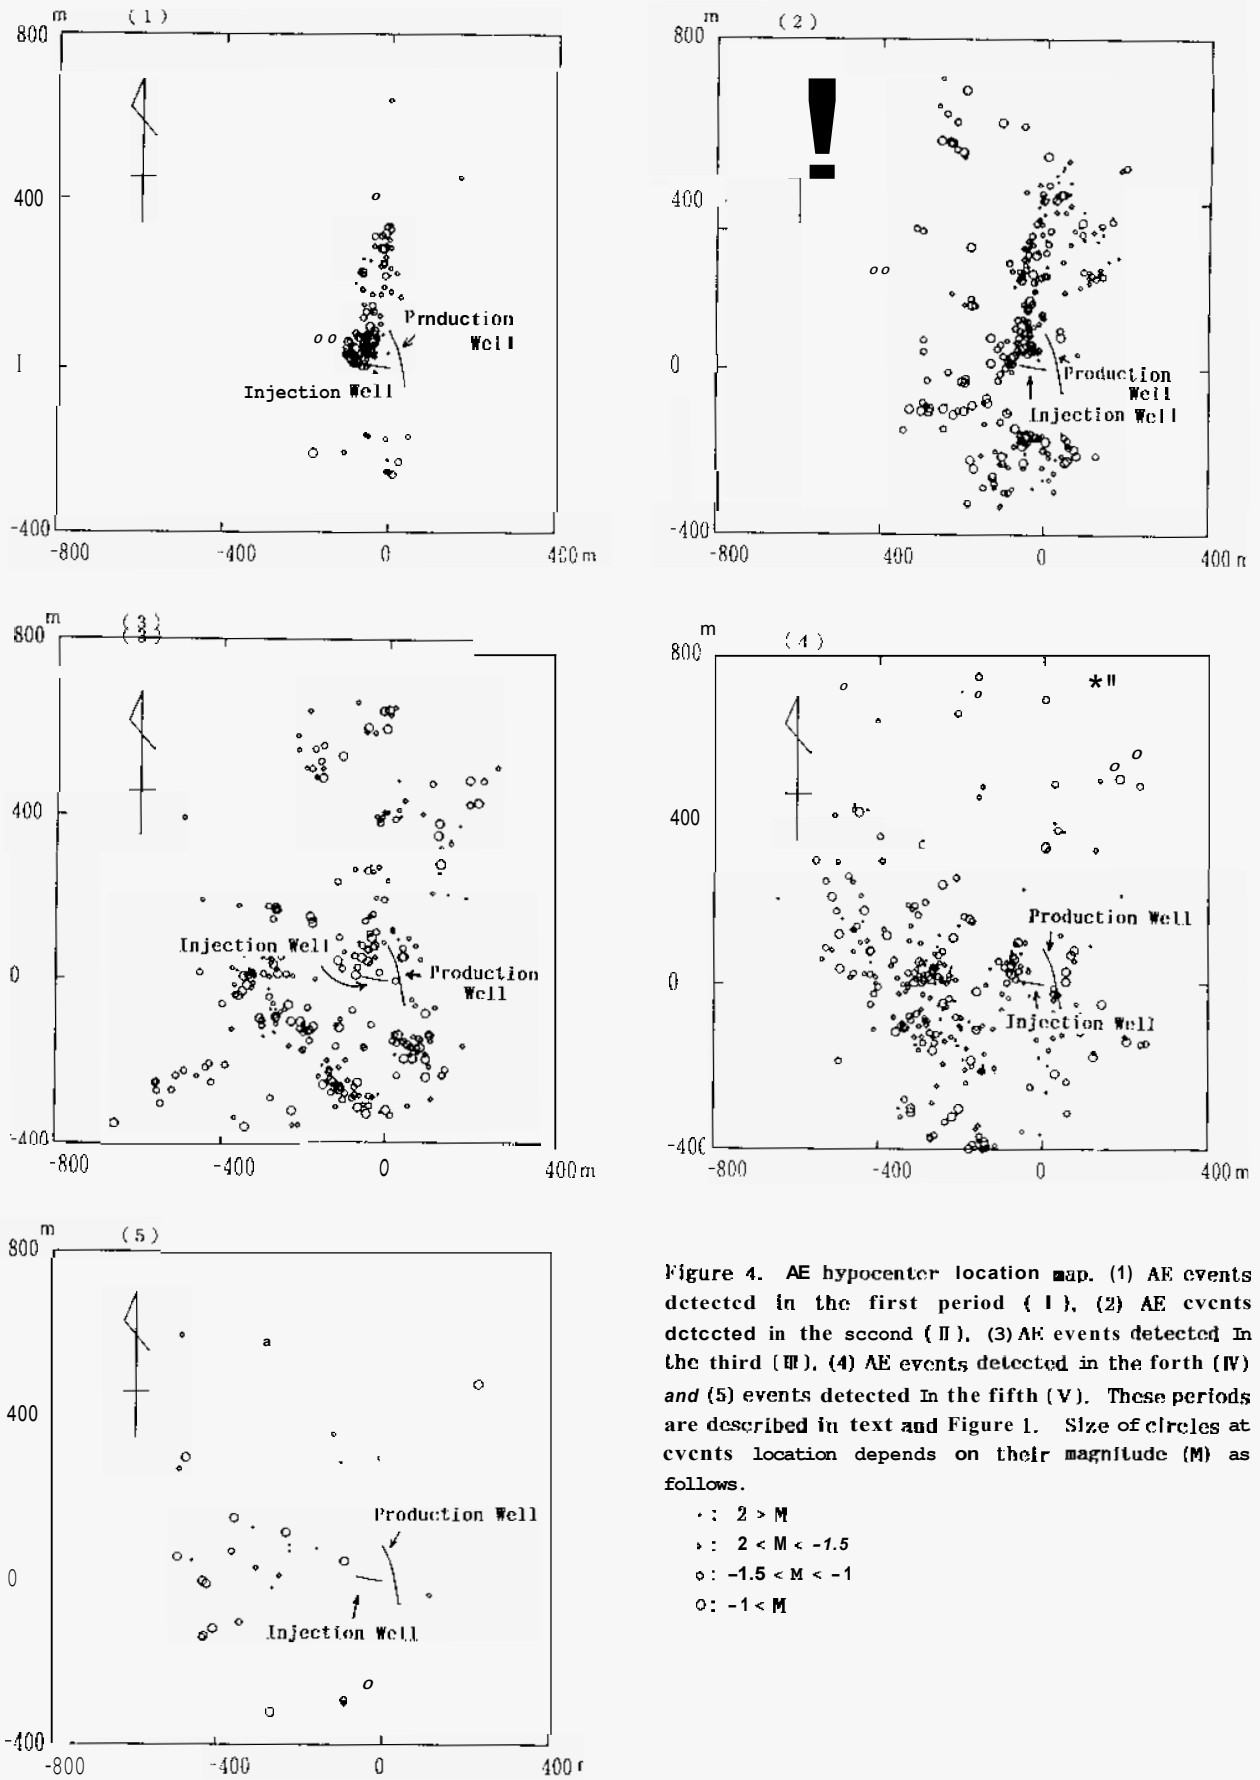 m
(1)
800
400
I
0
-400
-800
-400
0
400m
Prnduction
Well
Injection Well
m
(2)
800
400
0
-400
-800
400
0
400
Production
Well
Injection Well
m
(3)
800
400
0
-400
-800
-400
0
400m
Injection Well
Production
Well
m
(4)
800
*"
400
0
-800
-400
0
400m
Production Well
Injection Well
m
(5)
800
a
400
0
-400
-800
-400
0
400
Production Well
Injection Well
Figure 4. AE hypocenter location map. (1) AE events
detected in the first period ( I ), (2) AE events
detected in the second (II), (3) AE events detected In
the third (III), (4) AE events detected in the forth (IV)
and (5) events detected In the fifth (V). These periods
are described in text and Figure 1. Size of circles at
events location depends on their magnitude (M) as
follows.
: 2 > M
: 2 < M < -1.5
: -1.5 < M < -1
: -1 < M